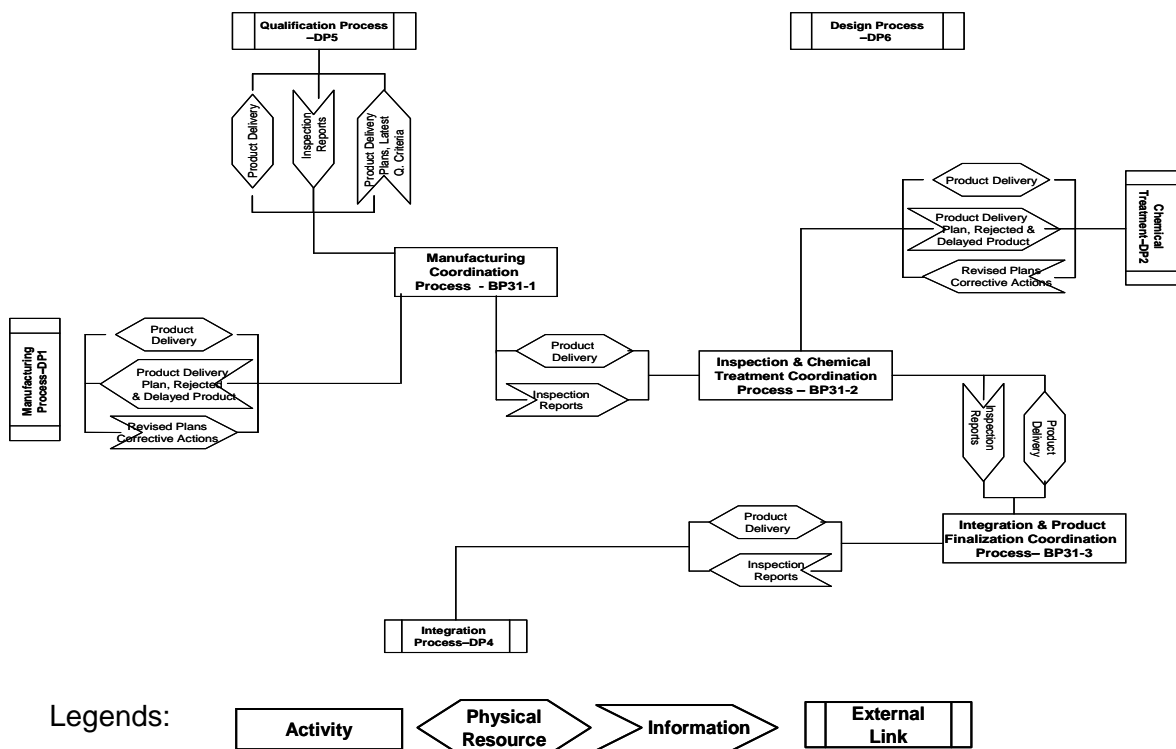 Qualification Process
–DP5
Design Process
–DP6
Product Delivery
Inspection
Reports
Product Delivery
Plans, Latest
Q. Criteria
Product Delivery
Product Delivery
Plan, Rejected &
Delayed Product
Revised Plans
Corrective Actions
Chemical
Treatment–DP2
Manufacturing
Coordination
Process - BP31-1
Manufacturing
Process–DP1
Product
Delivery
Product Delivery
Plan, Rejected
& Delayed Product
Revised Plans
Corrective Actions
Product
Delivery
Inspection
Reports
Inspection & Chemical
Treatment Coordination
Process – BP31-2
Inspection
Reports
Product
Delivery
Product
Delivery
Inspection
Reports
Integration & Product
Finalization Coordination
Process– BP31-3
Integration
Process–DP4
Legends:
Activity
Physical
Resource
Information
External
Link